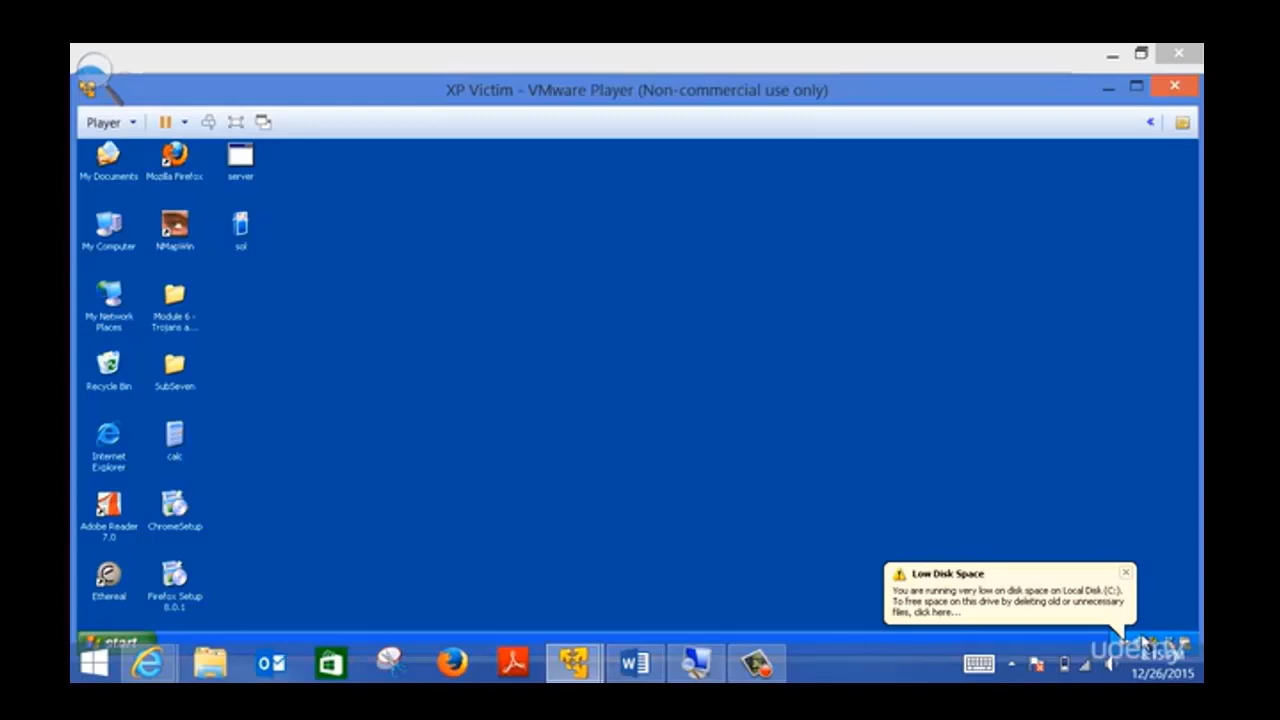 XP Victim - VMware Player (Non-commercial use only)
Player
My Documents
Mozilla Firefox
server
My Computer
NMapWin
sol
My Network
Places
Module 6 -
Trojans a...
Recycle Bin
SubSeven
Internet
Explorer
calc
Adobe Reader
7.0
ChromeSetup
Ethereal
Firefox Setup
8.0.1
Low Disk Space
You are running very low on disk space on Local Disk (C:).
To free space on this drive by deleting old or unnecessary
files, click here...
start
udemy
12/26/2015